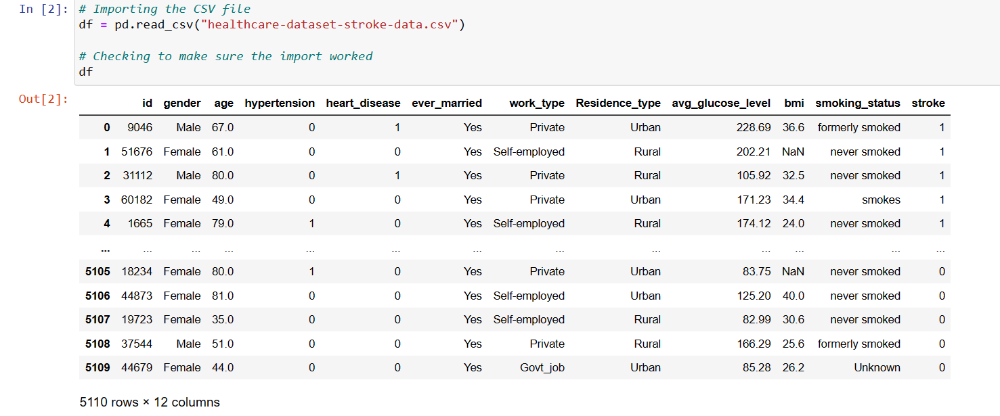 In [2]: # Importing the CSV file
df = pd.read_csv("healthcare-dataset-stroke-data.csv")
# Checking to make sure the import worked
df
Out[2]:
id gender age hypertension heart_disease ever_married work_type Residence_type avg_glucose_level bmi smoking_status stroke
0 9046 Male 67.0 0 1 Yes Private Urban 228.69 36.6 formerly smoked 1
1 51676 Female 61.0 0 0 Yes Self-employed Rural 202.21 NaN never smoked 1
2 31112 Male 80.0 0 1 Yes Private Rural 105.92 32.5 never smoked 1
3 60182 Female 49.0 0 0 Yes Private Urban 171.23 34.4 smokes 1
4 1665 Female 79.0 1 0 Yes Self-employed Rural 174.12 24.0 never smoked 1
... ... ... ... ... ... ... ... ... ... ... ... ...
5105 18234 Female 80.0 1 0 Yes Private Urban 83.75 NaN never smoked 0
5106 44873 Female 81.0 0 0 Yes Self-employed Urban 125.20 40.0 never smoked 0
5107 19723 Female 35.0 0 0 Yes Self-employed Rural 82.99 30.6 never smoked 0
5108 37544 Male 51.0 0 0 Yes Private Rural 166.29 25.6 formerly smoked 0
5109 44679 Female 44.0 0 0 Yes Govt_job Urban 85.28 26.2 Unknown 0
5110 rows × 12 columns